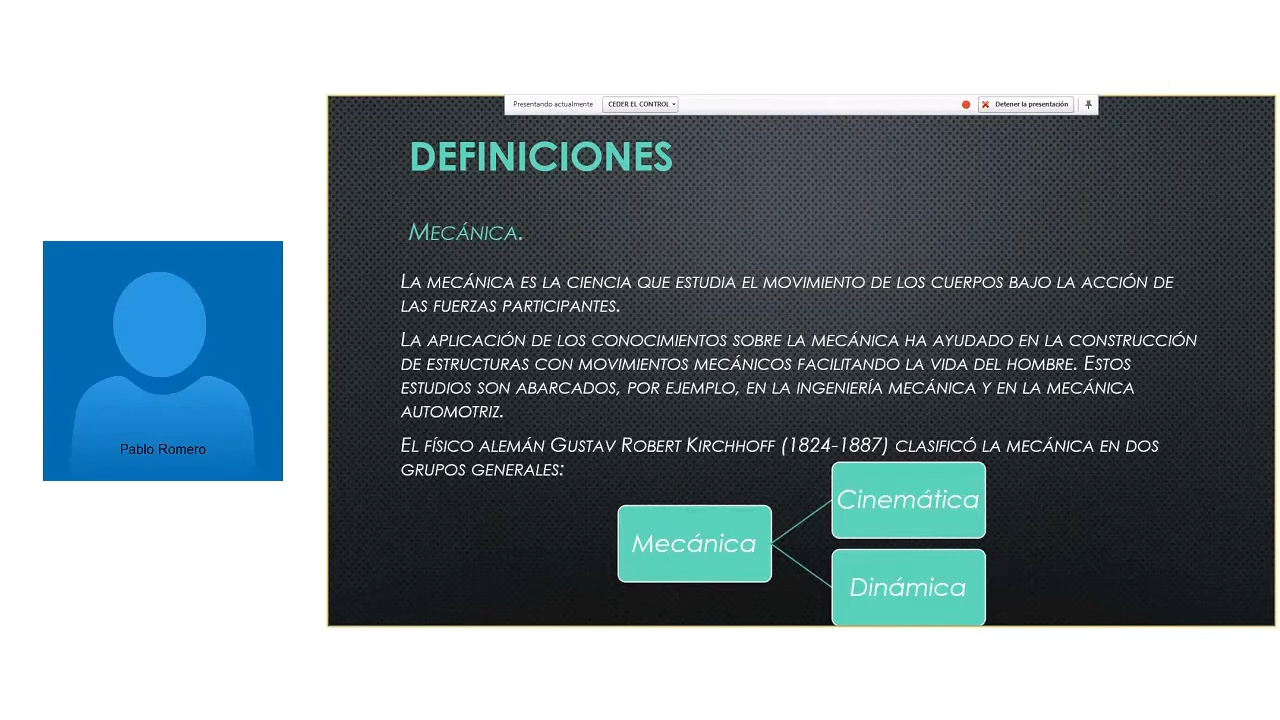 Presentando actualmente CEDER EL CONTROL Detener la presentación
DEFINICIONES
MECÁNICA.
LA MECÁNICA ES LA CIENCIA QUE ESTUDIA EL MOVIMIENTO DE LOS CUERPOS BAJO LA ACCIÓN DE
LAS FUERZAS PARTICIPANTES.
LA APLICACIÓN DE LOS CONOCIMIENTOS SOBRE LA MECÁNICA HA AYUDADO EN LA CONSTRUCCIÓN
DE ESTRUCTURAS CON MOVIMIENTOS MECÁNICOS FACILITANDO LA VIDA DEL HOMBRE. ESTOS
ESTUDIOS SON ABARCADOS, POR EJEMPLO, EN LA INGENIERÍA MECÁNICA Y EN LA MECÁNICA
AUTOMOTRIZ.
EL FÍSICO ALEMÁN GUSTAV ROBERT KIRCHHOFF (1824-1887) CLASIFICÓ LA MECÁNICA EN DOS
GRUPOS GENERALES:
Mecánica
Cinemática
Dinámica
Pablo Romero